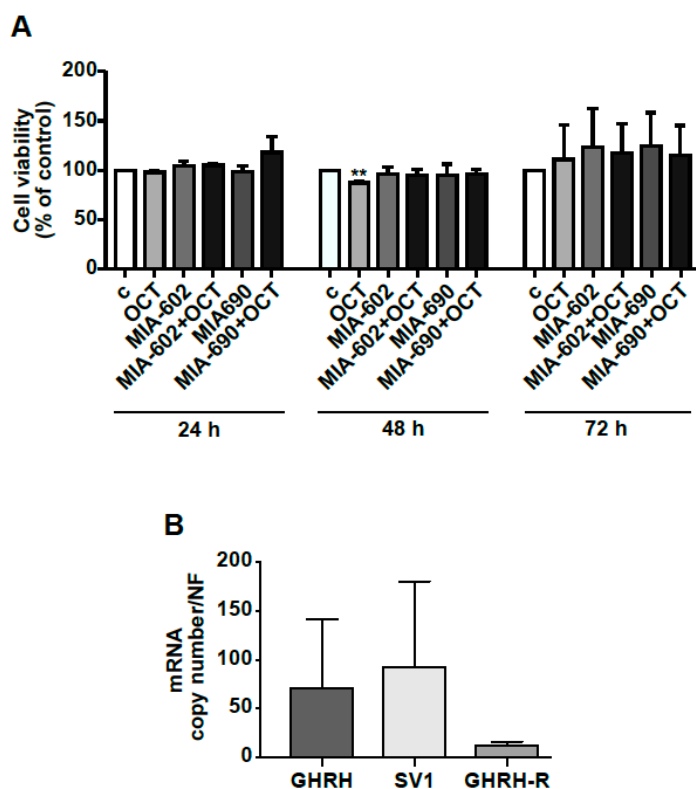 A
Cell viability
(% of control)
200
150
100
50
0
c
OCT
MIA-602
MIA-602+OCT
MIA690
MIA-690+OCT
c
OCT
MIA-602
MIA-602+OCT
MIA-690
MIA-690+OCT
c
OCT
MIA-602
MIA-602+OCT
MIA-690
MIA-690+OCT
**
24 h
48 h
72 h
B
mRNA
copy number/NF
200
150
100
50
0
GHRH
SV1
GHRH-R